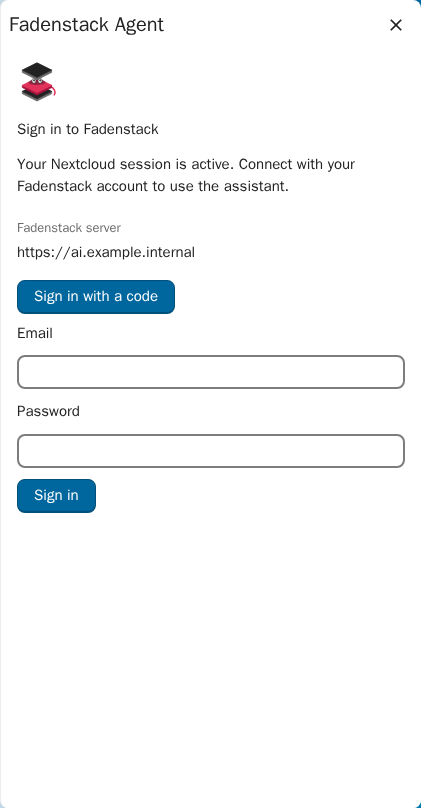 Fadenstack Agent
Sign in to Fadenstack
Your Nextcloud session is active. Connect with your
Fadenstack account to use the assistant.
Fadenstack server
https://ai.example.internal
Sign in with a code
Email
Password
Sign in